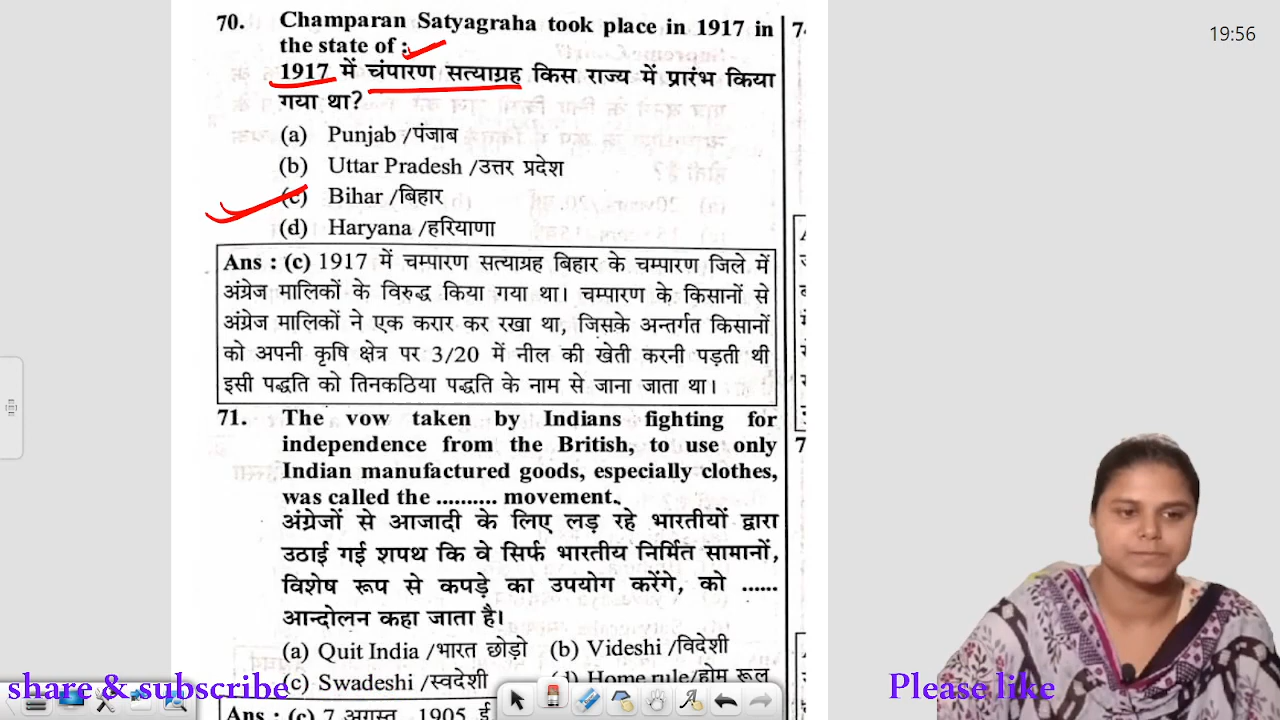 19:56
70. Champaran Satyagraha took place in 1917 in
the state of :
1917 में चंपारण सत्याग्रह किस राज्य में प्रारंभ किया
गया था?
(a) Punjab /पंजाब
(b) Uttar Pradesh /उत्तर प्रदेश
(c) Bihar /बिहार
(d) Haryana /हरियाणा
Ans : (c) 1917 में चम्पारण सत्याग्रह बिहार के चम्पारण जिले में
अंग्रेज मालिकों के विरुद्ध किया गया था। चम्पारण के किसानों से
अंग्रेज मालिकों ने एक करार कर रखा था, जिसके अन्तर्गत किसानों
को अपनी कृषि क्षेत्र पर 3/20 में नील की खेती करनी पड़ती थी
इसी पद्धति को तिनकठिया पद्धति के नाम से जाना जाता था।
71. The vow taken by Indians fighting for
independence from the British, to use only
Indian manufactured goods, especially clothes,
was called the .......... movement.
अंग्रेजों से आजादी के लिए लड़ रहे भारतीयों द्वारा
उठाई गई शपथ कि वे सिर्फ भारतीय निर्मित सामानों,
विशेष रूप से कपड़े का उपयोग करेंगे, को ......
आन्दोलन कहा जाता है।
(a) Quit India /भारत छोड़ो (b) Videshi /विदेशी
(c) Swadeshi /स्वदेशी (d) Home rule/होम रूल
Ans : (c) 7 अगस्त, 1905 ई
share & subscribe
Please like